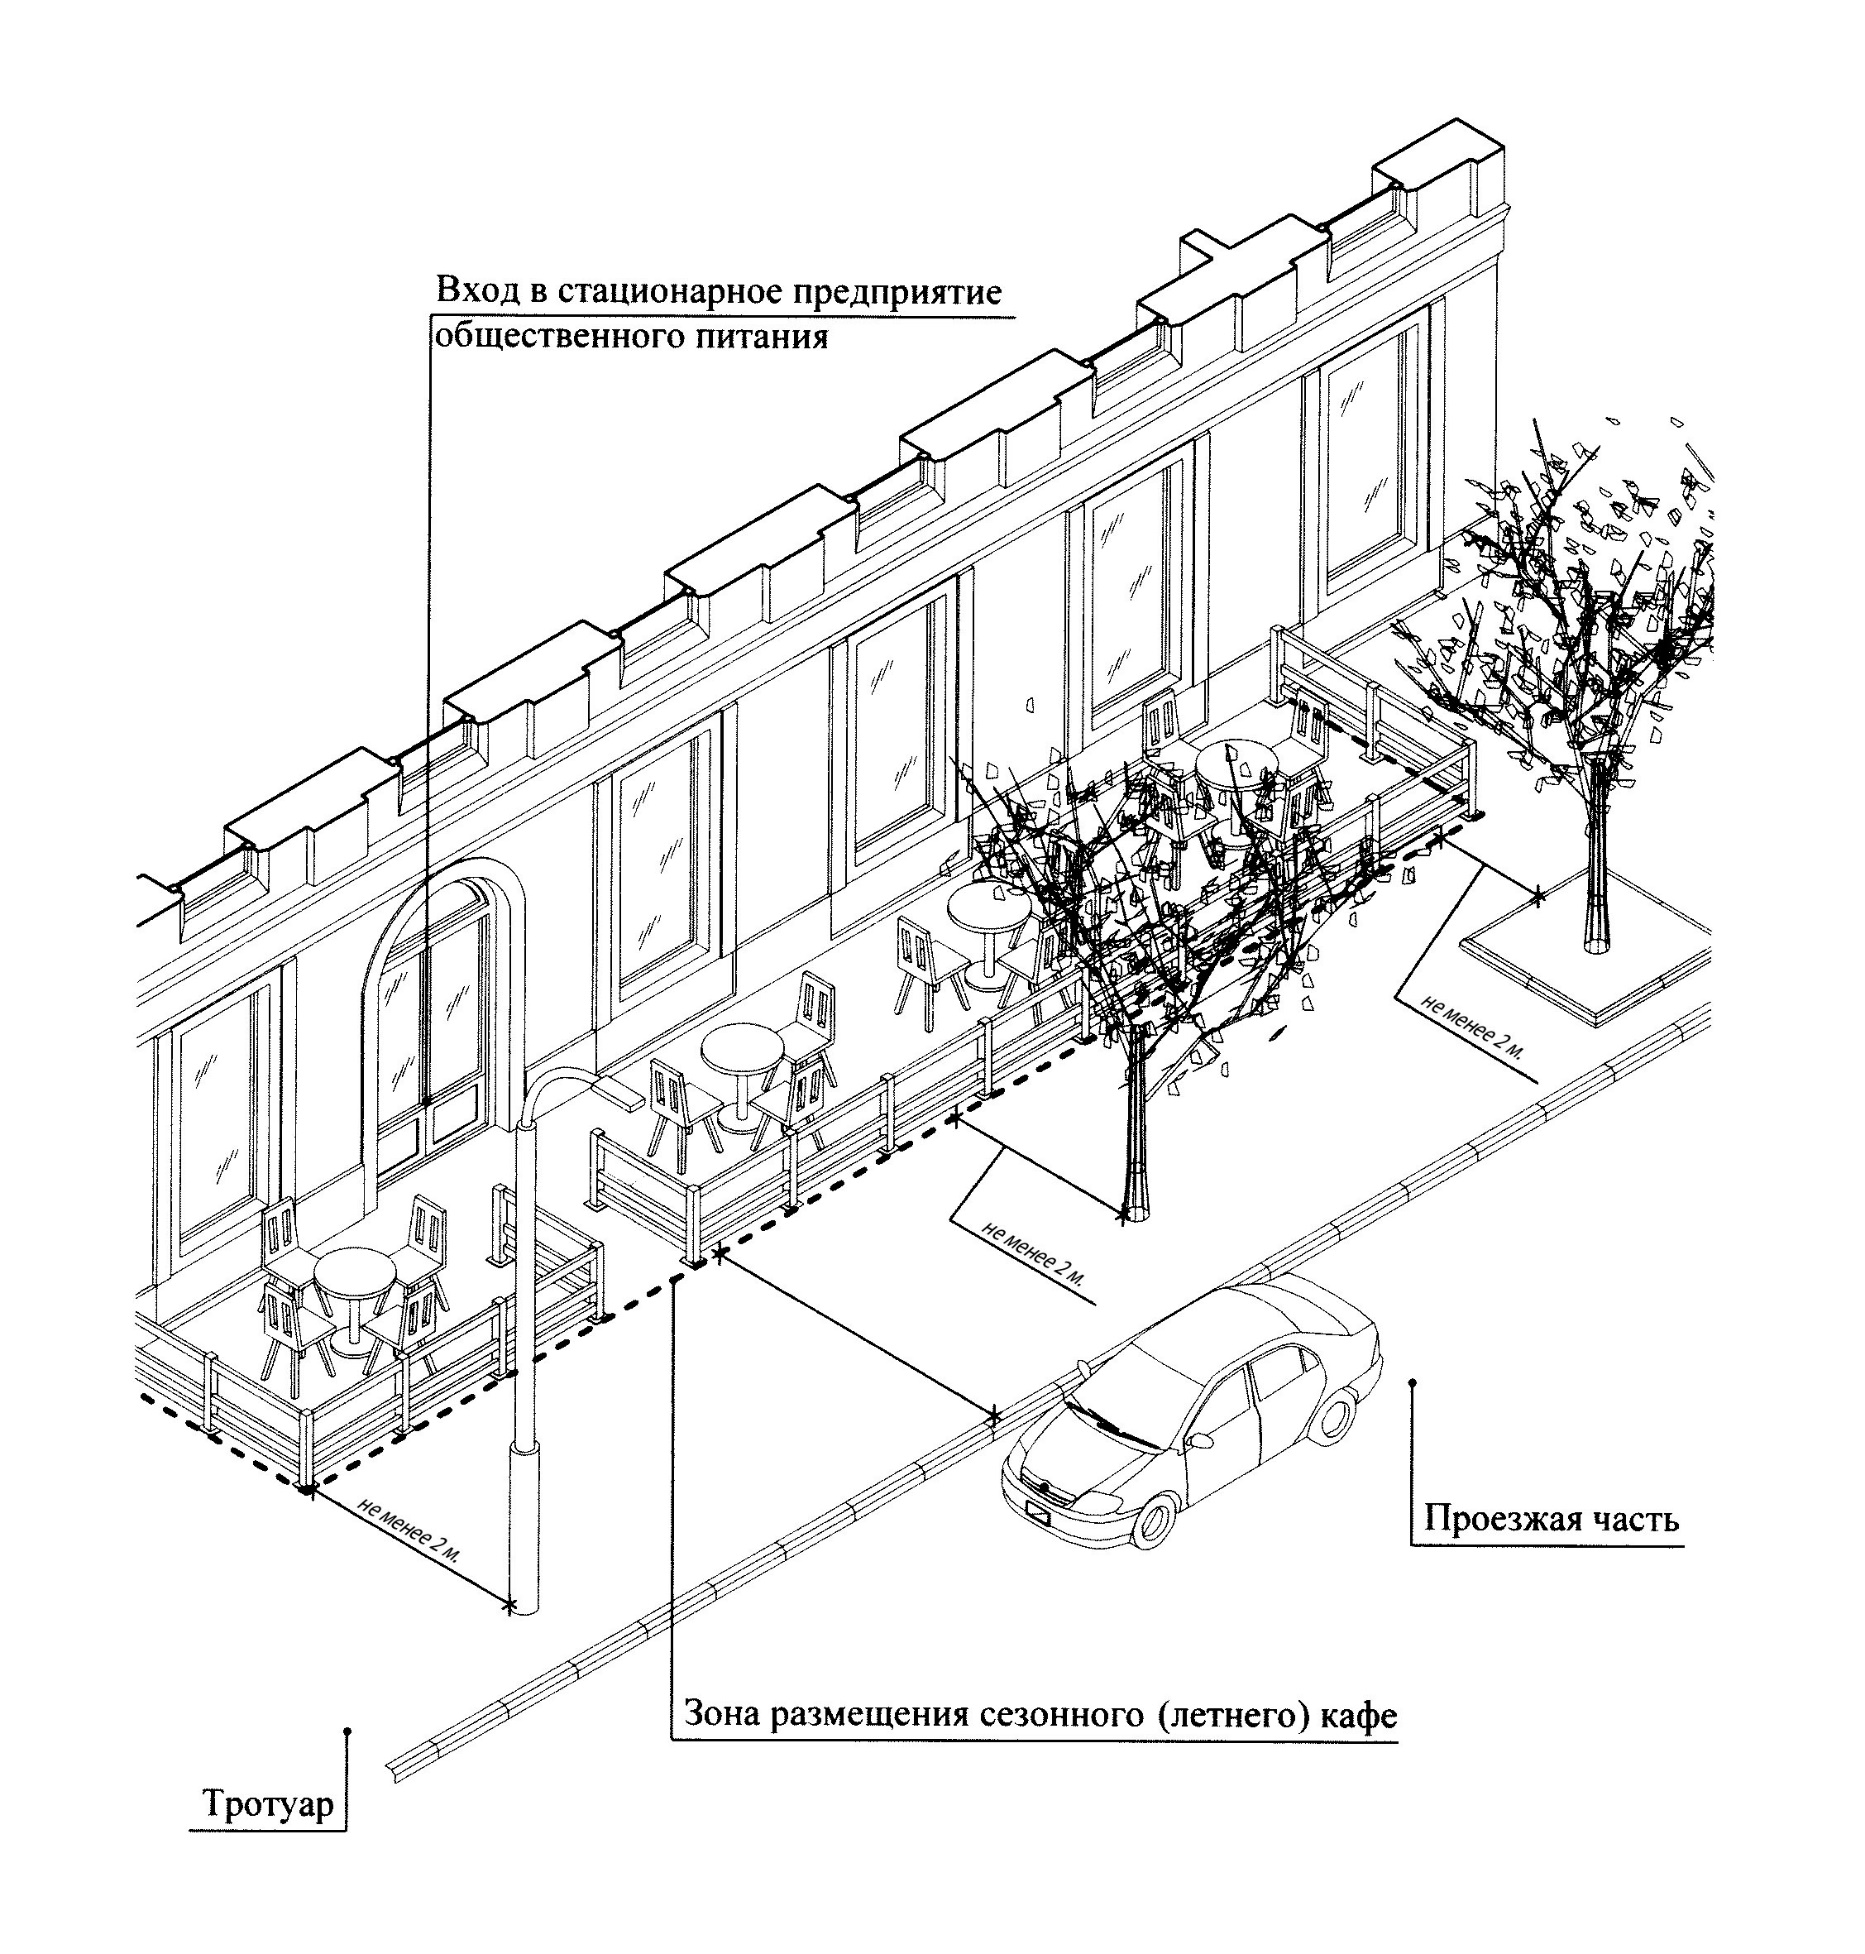 Вход в стационарное предприятие
общественного питания
не менее 2 м.
не менее 2 м.
не менее 2 м.
Проезжая часть
Зона размещения сезонного (летнего) кафе
Тротуар